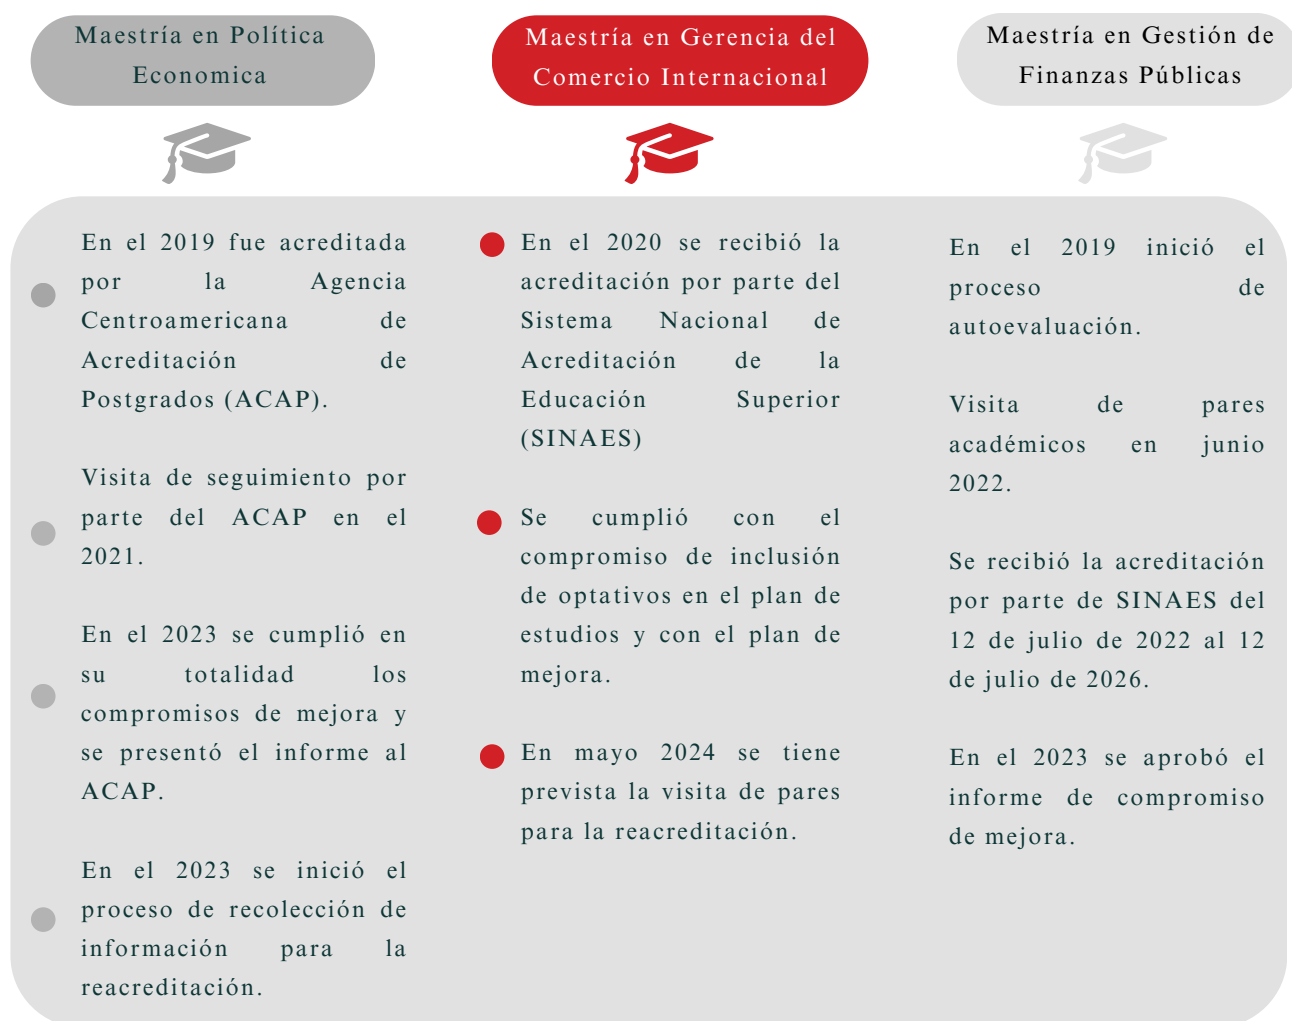 Maestría en Política
Economica
En el 2019 fue acreditada
por la Agencia
Centroamericana de
Acreditación de
Postgrados (ACAP).
Visita de seguimiento por
parte del ACAP en el
2021.
En el 2023 se cumplió en
su totalidad los
compromisos de mejora y
se presentó el informe al
ACAP.
En el 2023 se inició el
proceso de recolección de
información para la
reacreditación.
Maestría en Gerencia del
Comercio Internacional
En el 2020 se recibió la
acreditación por parte del
Sistema Nacional de
Acreditación de la
Educación Superior
(SINAES)
Se cumplió con el
compromiso de inclusión
de optativos en el plan de
estudios y con el plan de
mejora.
En mayo 2024 se tiene
prevista la visita de pares
para la reacreditación.
Maestría en Gestión de
Finanzas Públicas
En el 2019 inició el
proceso de
autoevaluación.
Visita de pares
académicos en junio
2022.
Se recibió la acreditación
por parte de SINAES del
12 de julio de 2022 al 12
de julio de 2026.
En el 2023 se aprobó el
informe de compromiso
de mejora.